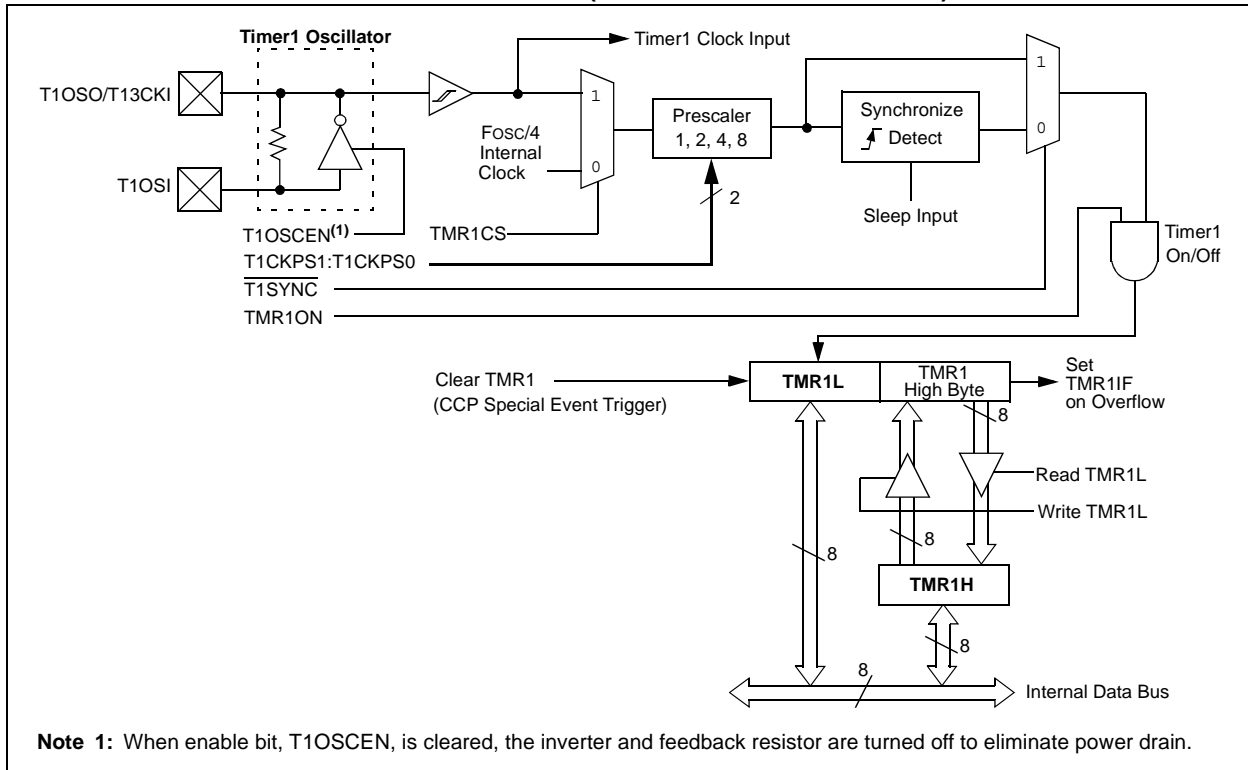 Timer1 Oscillator
Timer1 Clock Input
T1OSO/T13CKI
1
1
FOSC/4
Internal
Clock
0
Prescaler
1, 2, 4, 8
Synchronize
Detect
0
T1OSI
2
Sleep Input
T1OSCEN(1)
TMR1CS
Timer1
On/Off
T1CKPS1:T1CKPS0
T1SYNC
TMR1ON
Clear TMR1
(CCP Special Event Trigger)
TMR1L
TMR1
High Byte
Set
TMR1IF
on Overflow
8
Read TMR1L
Write TMR1L
8
8
TMR1H
8
8
Internal Data Bus
Note 1: When enable bit, T1OSCEN, is cleared, the inverter and feedback resistor are turned off to eliminate power drain.